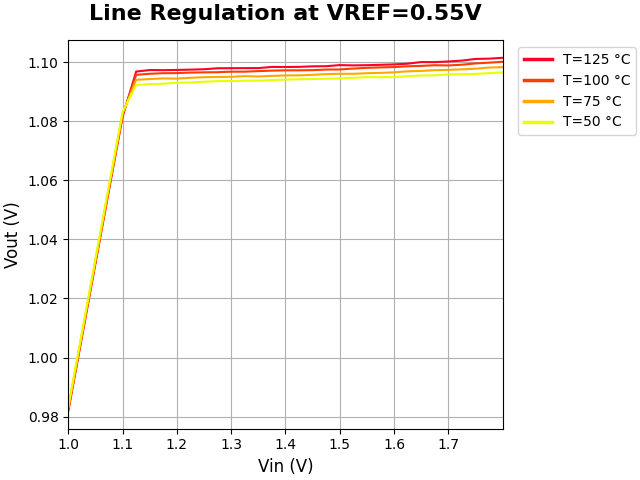 Line Regulation at VREF=0.55V
Vout (V)
1.10
1.08
1.06
1.04
1.02
1.00
0.98
1.0 1.1 1.2 1.3 1.4 1.5 1.6 1.7
Vin (V)
T=125 °C
T=100 °C
T=75 °C
T=50 °C